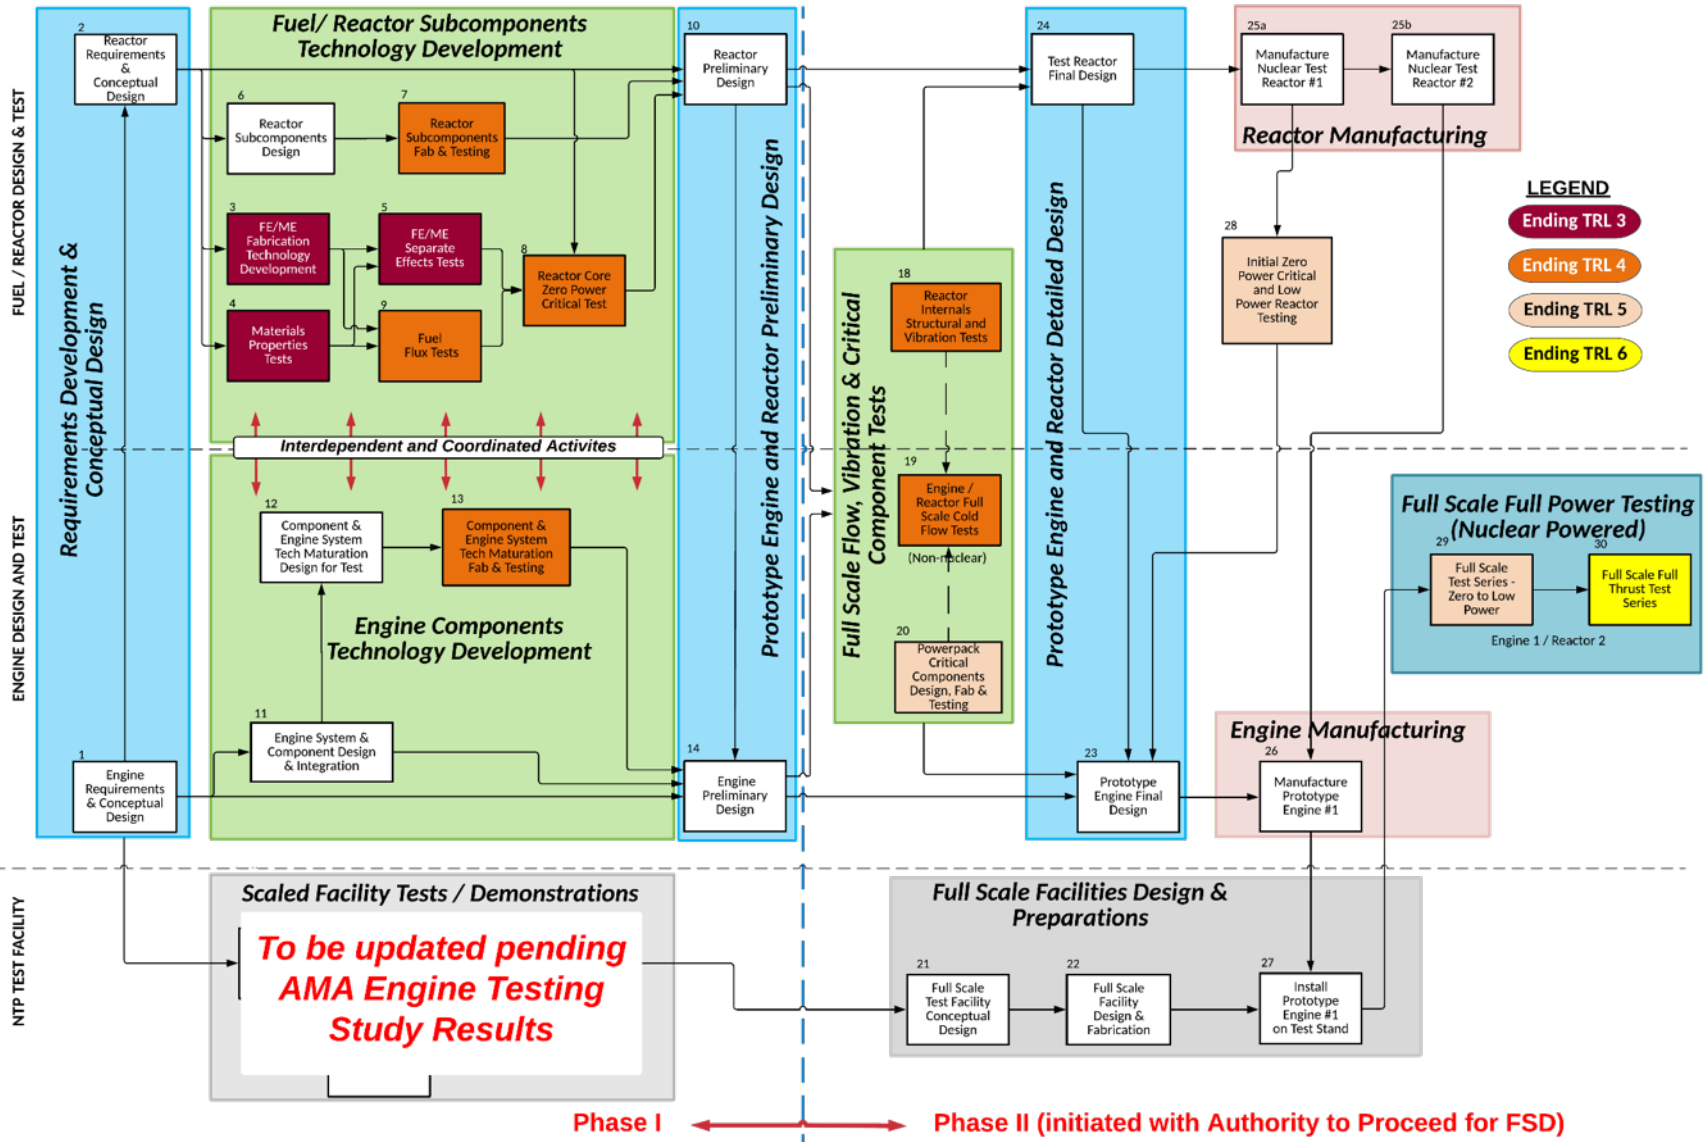 FUEL / REACTOR DESIGN & TEST
ENGINE DESIGN AND TEST
NTP TEST FACILITY
Requirements Development &
Conceptual Design
2
Reactor
Requirements
&
Conceptual
Design
1
Engine
Requirements
& Conceptual
Design
Fuel/ Reactor Subcomponents
Technology Development
6
Reactor
Subcomponents
Design
7
Reactor
Subcomponents
Fab & Testing
3
FE/ME
Fabrication
Technology
Development
5
FE/ME
Separate
Effects Tests
8
Reactor Core
Zero Power
Critical Test
4
Materials
Properties
Tests
9
Fuel
Flux Tests
Interdependent and Coordinated Activites
12
Component &
Engine System
Tech Maturation
Design for Test
13
Component &
Engine System
Tech Maturation
Fab & Testing
Engine Components
Technology Development
11
Engine System &
Component Design
& Integration
10
Reactor
Preliminary
Design
Prototype Engine and Reactor Preliminary Design
14
Engine
Preliminary
Design
Full Scale Flow, Vibration & Critical
Component Tests
18
Reactor
Internals
Structural and
Vibration Tests
19
Engine /
Reactor Full
Scale Cold
Flow Tests
(Non-nuclear)
20
Powerpack
Critical
Components
Design, Fab &
Testing
24
Test Reactor
Final Design
Prototype Engine and Reactor Detailed Design
23
Prototype
Engine Final
Design
25a
Manufacture
Nuclear Test
Reactor #1
25b
Manufacture
Nuclear Test
Reactor #2
Reactor Manufacturing
28
Initial Zero
Power Critical
and Low
Power Reactor
Testing
LEGEND
Ending TRL 3
Ending TRL 4
Ending TRL 5
Ending TRL 6
Full Scale Full Power Testing
(Nuclear Powered)
29
Full Scale
Test Series -
Zero to Low
Power
30
Full Scale Full
Thrust Test
Series
Engine 1 / Reactor 2
Engine Manufacturing
26
Manufacture
Prototype
Engine #1
Scaled Facility Tests / Demonstrations
To be updated pending
AMA Engine Testing
Study Results
Full Scale Facilities Design &
Preparations
21
Full Scale
Test Facility
Conceptual
Design
22
Full Scale
Facility
Design &
Fabrication
27
Install
Prototype
Engine #1
on Test Stand
Phase I
Phase II (initiated with Authority to Proceed for FSD)